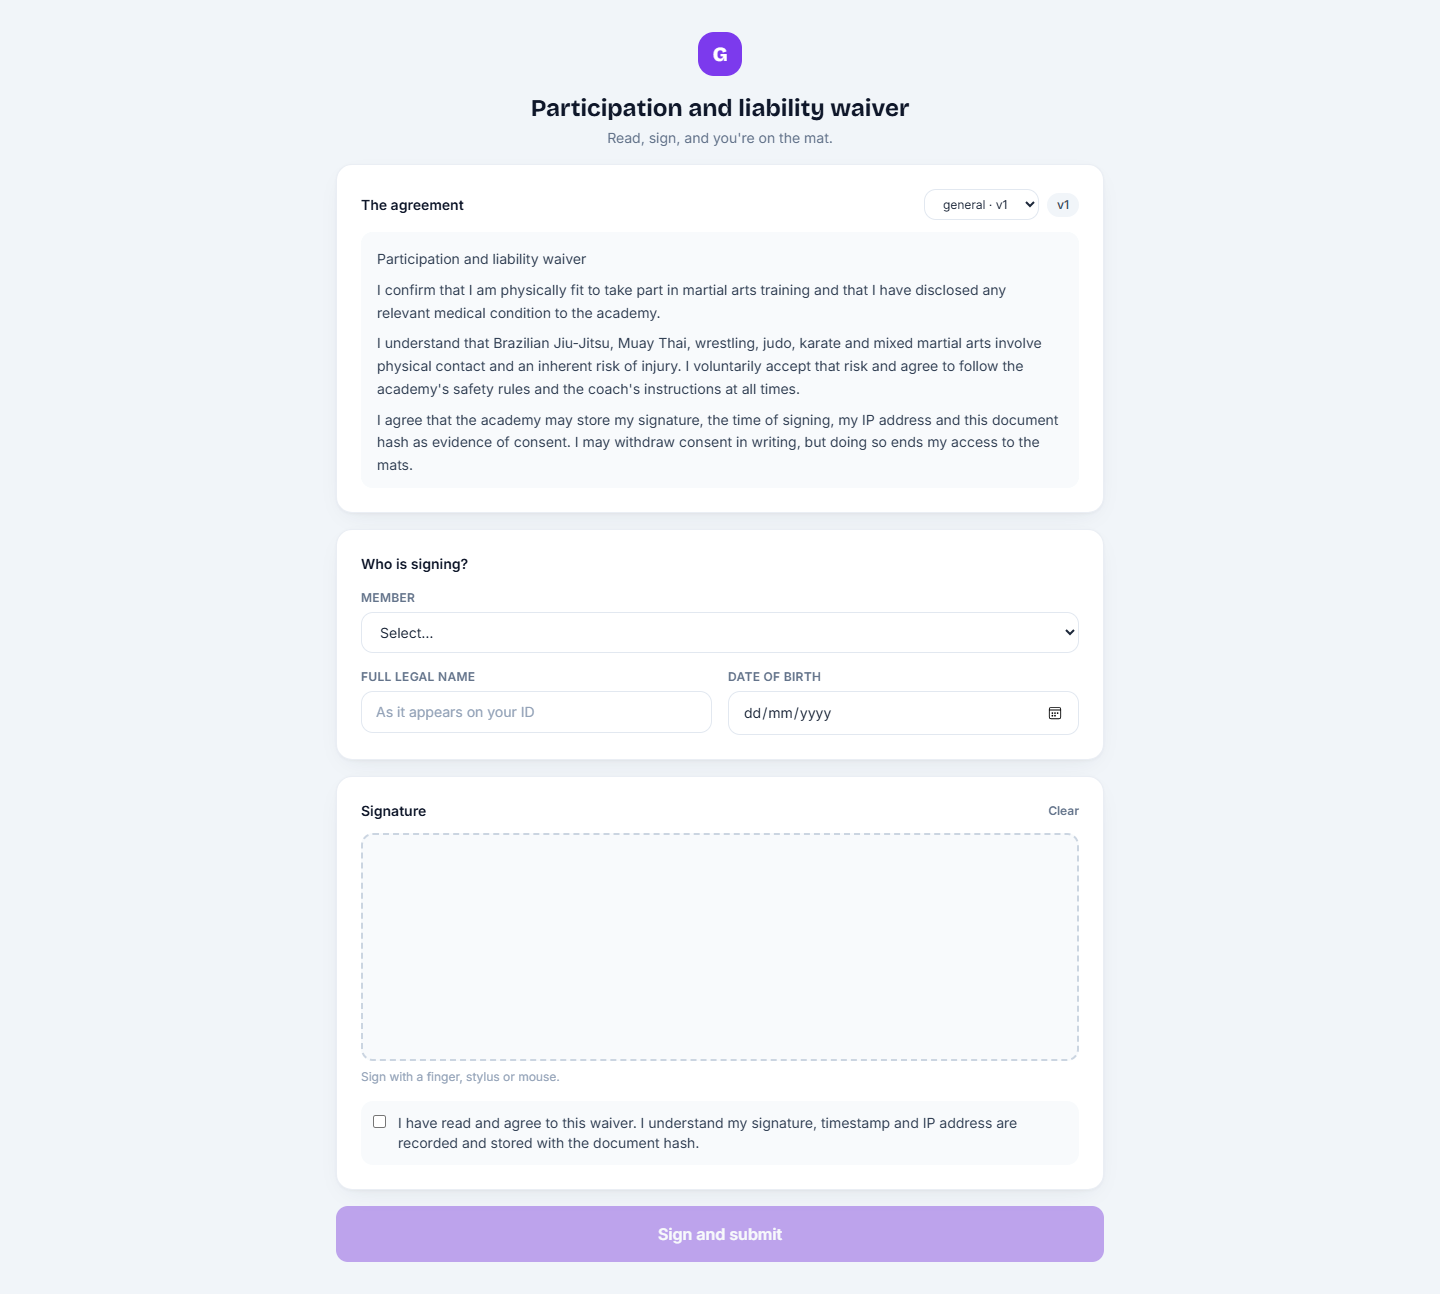 G
Participation and liability waiver
Read, sign, and you're on the mat.
The agreement
general · v1
v1
Participation and liability waiver
I confirm that I am physically fit to take part in martial arts training and that I have disclosed any
relevant medical condition to the academy.
I understand that Brazilian Jiu-Jitsu, Muay Thai, wrestling, judo, karate and mixed martial arts involve
physical contact and an inherent risk of injury. I voluntarily accept that risk and agree to follow the
academy's safety rules and the coach's instructions at all times.
I agree that the academy may store my signature, the time of signing, my IP address and this document
hash as evidence of consent. I may withdraw consent in writing, but doing so ends my access to the
mats.
Who is signing?
MEMBER
Select...
FULL LEGAL NAME
DATE OF BIRTH
As it appears on your ID
dd/mm/yyyy
Signature
Clear
Sign with a finger, stylus or mouse.
I have read and agree to this waiver. I understand my signature, timestamp and IP address are
recorded and stored with the document hash.
Sign and submit